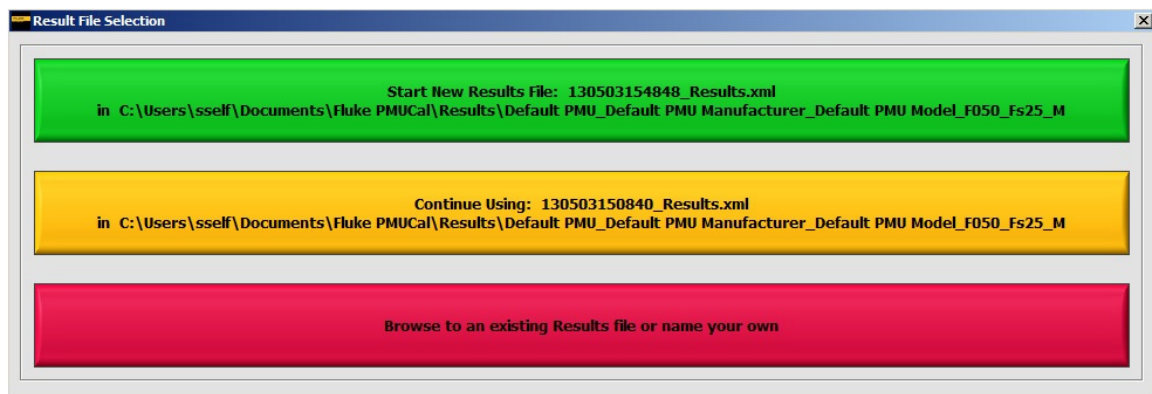 Result File Selection
Start New Results File:  130503154848_Results.xml
in  C:\Users\sself\Documents\Fluke PMUCal\Results\Default PMU_Default PMU Manufacturer_Default PMU Model_F050_Fs25_M
Continue Using:  130503150840_Results.xml
in  C:\Users\sself\Documents\Fluke PMUCal\Results\Default PMU_Default PMU Manufacturer_Default PMU Model_F050_Fs25_M
Browse to an existing Results file or name your own